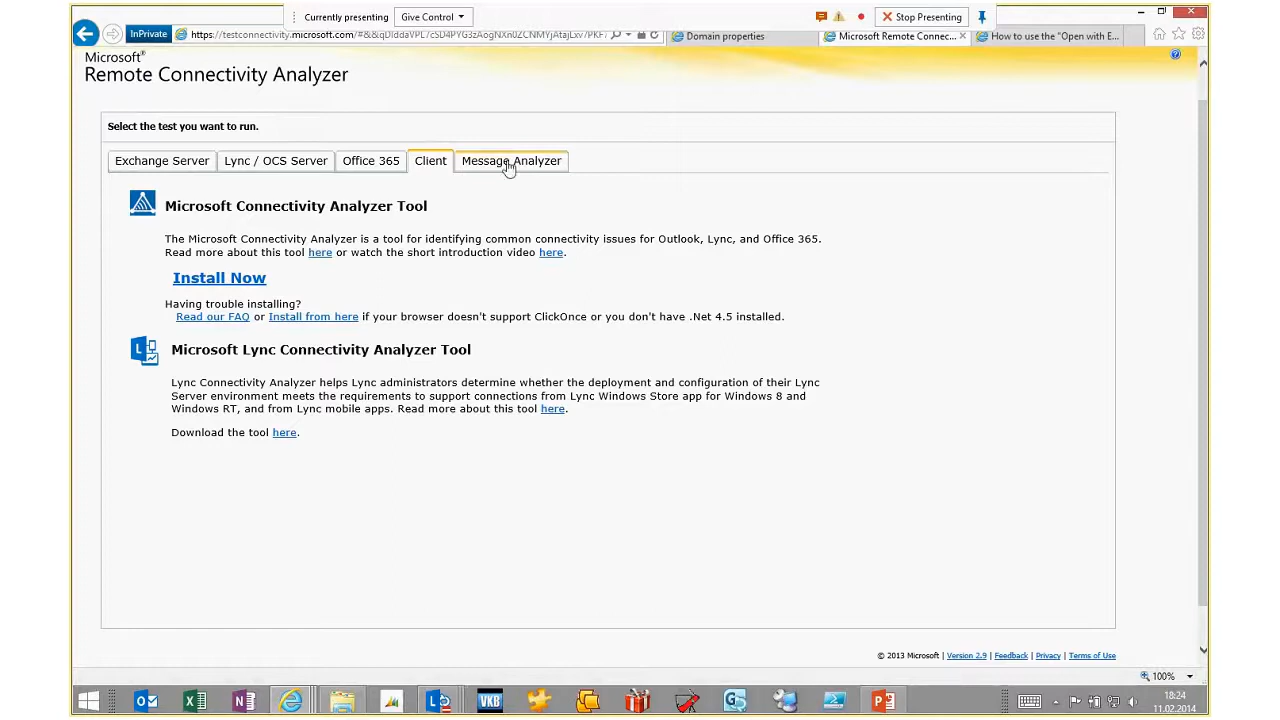 Currently presenting
Give Control
Stop Presenting
InPrivate
Domain properties
Microsoft Remote Connec...
How to use the "Open with E...
Microsoft®
Remote Connectivity Analyzer
Select the test you want to run.
Exchange Server
Lync / OCS Server
Office 365
Client
Message Analyzer
Microsoft Connectivity Analyzer Tool
The Microsoft Connectivity Analyzer is a tool for identifying common connectivity issues for Outlook, Lync, and Office 365.
Read more about this tool here or watch the short introduction video here.
Install Now
Having trouble installing?
Read our FAQ or Install from here if your browser doesn't support ClickOnce or you don't have .Net 4.5 installed.
Microsoft Lync Connectivity Analyzer Tool
Lync Connectivity Analyzer helps Lync administrators determine whether the deployment and configuration of their Lync
Server environment meets the requirements to support connections from Lync Windows Store app for Windows 8 and
Windows RT, and from Lync mobile apps. Read more about this tool here.
Download the tool here.
© 2013 Microsoft | Version 2.9 | Feedback | Privacy | Terms of Use
100%
VKB
18:24
11.02.2014